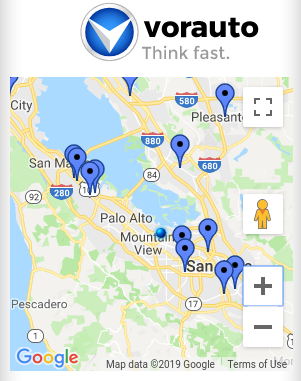 vorauto
Think fast.
City
580
Pleasant
880
San Ma
680
84
280
92
101
Palo Alto
Mountain
View
San
Pescadero
17
1
Google
Map data ©2019 Google
Terms of Use